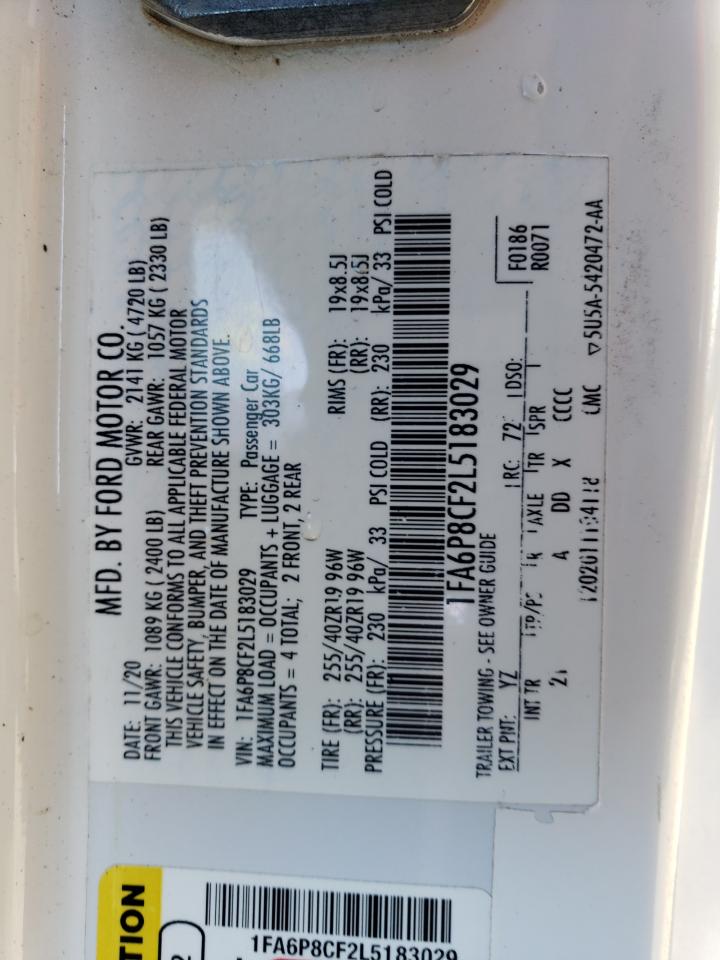 MFD. BY FORD MOTOR CO.
DATE: 11/20 GVWR: 2141 KG ( 4720 LB)
FRONT GAWR: 1089 KG ( 2400 LB) REAR GAWR: 1057 KG ( 2330 LB)
THIS VEHICLE CONFORMS TO ALL APPLICABLE FEDERAL MOTOR
VEHICLE SAFETY, BUMPER, AND THEFT PREVENTION STANDARDS
IN EFFECT ON THE DATE OF MANUFACTURE SHOWN ABOVE.
VIN: 1FA6P8CF2L5183029 TYPE: Passenger Car
MAXIMUM LOAD = OCCUPANTS + LUGGAGE = 303KG/ 668LB
OCCUPANTS = 4 TOTAL; 2 FRONT, 2 REAR
TIRE (FR): 255/40ZR19 96W RIMS (FR): 19x8.5J
(RR): 255/40ZR19 96W (RR): 19x8.5J
PRESSURE (FR): 230 kPa/ 33 PSI COLD (RR): 230 kPa/ 33 PSI COLD
1FA6P8CF2L5183029
TRAILER TOWING - SEE OWNER GUIDE
F0186
R0071
EXT PNT: YZ RC: 72 DSO:
INT TR AXLE TR SPR
A DD X CCCC
5U5A-5420472-AA
TION
1FA6P8CF2L5183029